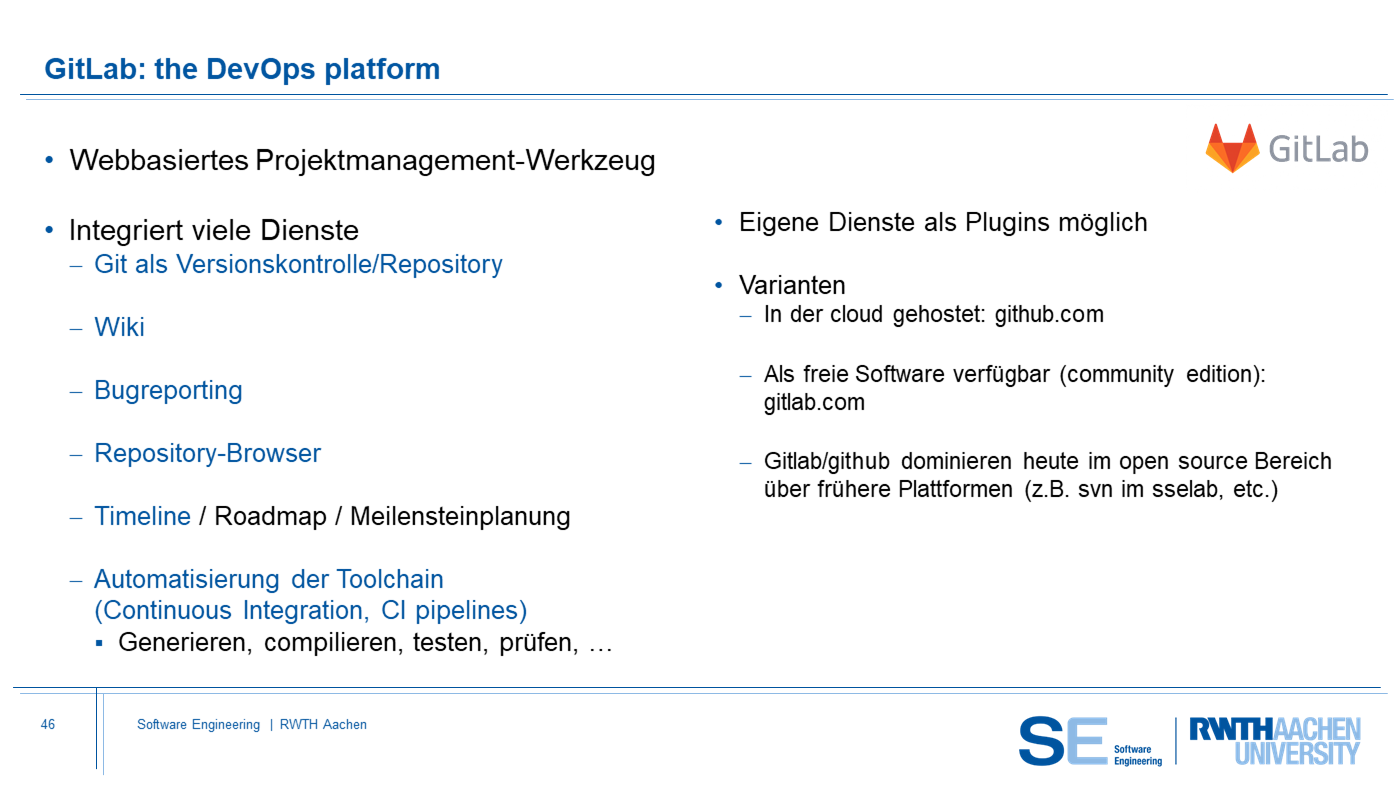 GitLab: the DevOps platform
• Webbasiertes Projektmanagement-Werkzeug
• Integriert viele Dienste
– Git als Versionskontrolle/Repository
– Wiki
– Bugreporting
– Repository-Browser
– Timeline / Roadmap / Meilensteinplanung
– Automatisierung der Toolchain
(Continuous Integration, CI pipelines)
▪ Generieren, compilieren, testen, prüfen, …
GitLab
• Eigene Dienste als Plugins möglich
• Varianten
– In der cloud gehostet: github.com
– Als freie Software verfügbar (community edition):
gitlab.com
– Gitlab/github dominieren heute im open source Bereich
über frühere Plattformen (z.B. svn im sselab, etc.)
46
Software Engineering | RWTH Aachen
SE Software
Engineering
RWTHAACHEN
UNIVERSITY